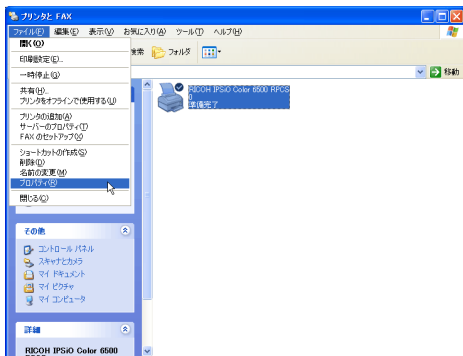 プリンタと FAX
ファイル(F) 編集(E) 表示(V) お気に入り(A) ツール(T) ヘルプ(H)
開く(O)
印刷設定(E)...
一時停止(G)
共有(H)...
プリンタをオフラインで使用する(U)
プリンタの追加(A)
サーバーのプロパティ(T)
FAX のセットアップ(X)
ショートカットの作成(S)
削除(D)
名前の変更(M)
プロパティ(R)
閉じる(C)
検索 フォルダ
移動
RICOH IPSiO Color 6500 RPCS
0
準備完了
その他
コントロール パネル
スキャナとカメラ
マイ ドキュメント
マイ ピクチャ
マイ コンピュータ
詳細
RICOH IPSiO Color 6500